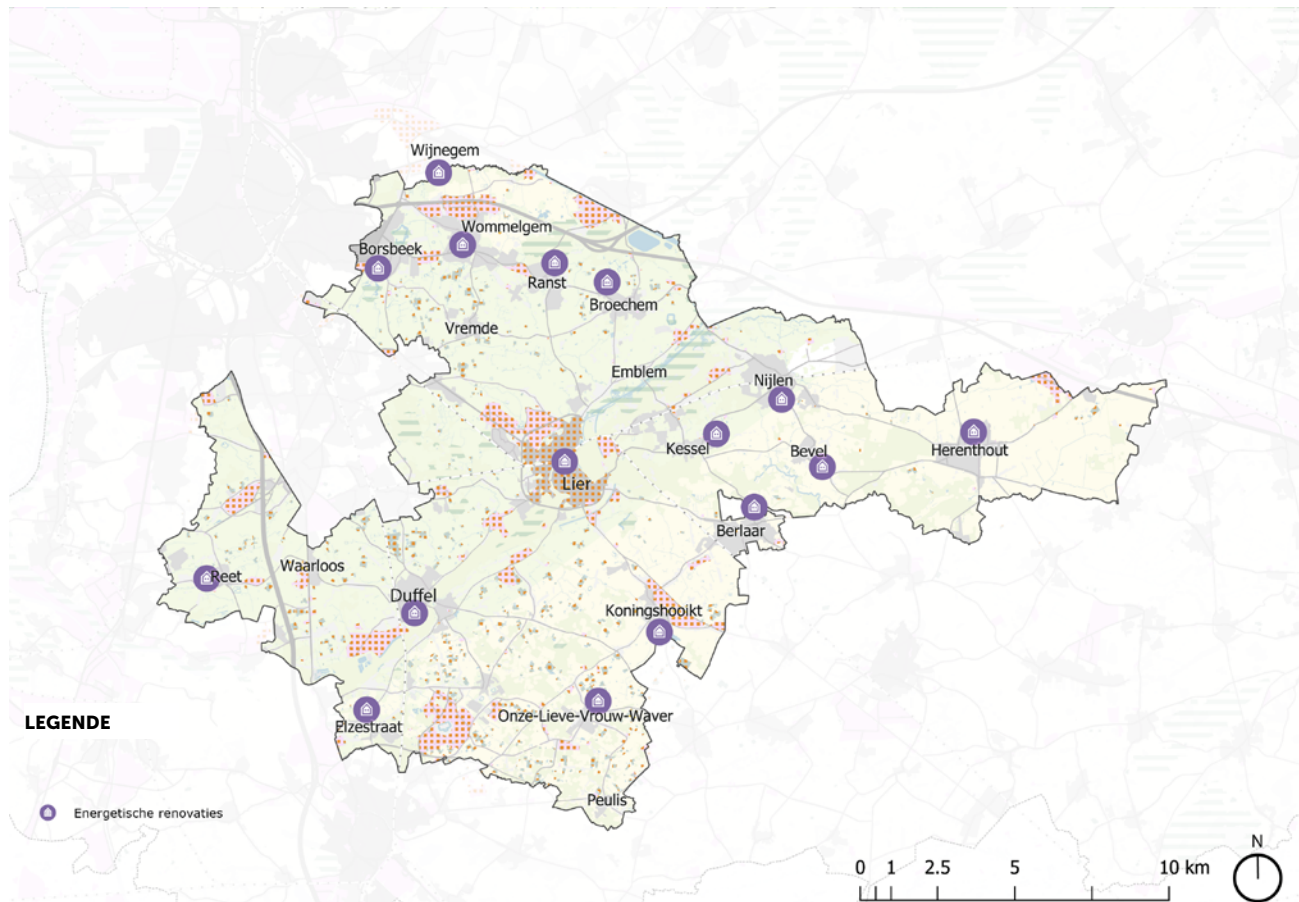 Wijnegem
Wommelgem
Borsbeek
Ranst
Broechem
Vremde
Emblem
Nijlen
Kessel
Bevel
Herenthout
Lier
Berlaar
Reet
Waarloos
Duffel
Koningshooikt
Elzestraat
Onze-Lieve-Vrouw-Waver
Peulis
LEGENDE
Energetische renovaties
0 1 2.5 5 10 km
N